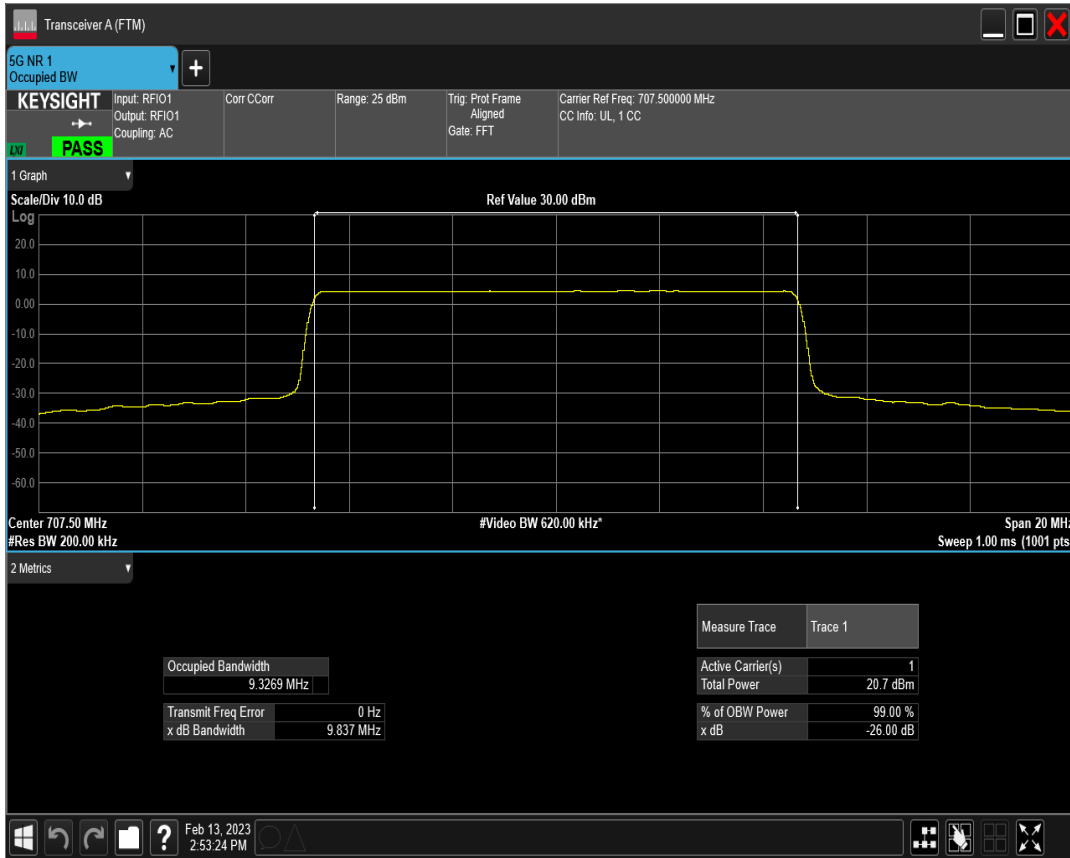 Transceiver A (FTM)
5G NR 1
Occupied BW
+
KEYSIGHT
LXI
PASS
Input: RFIO1
Output: RFIO1
Coupling: AC
Corr CCorr
Range: 25 dBm
Trig: Prot Frame
Aligned
Gate: FFT
Carrier Ref Freq: 707.500000 MHz
CC Info: UL, 1 CC
1 Graph
Scale/Div 10.0 dB
Ref Value 30.00 dBm
Log
20.0
10.0
0.00
-10.0
-20.0
-30.0
-40.0
-50.0
-60.0
Center 707.50 MHz
#Video BW 620.00 kHz*
Span 20 MHz
#Res BW 200.00 kHz
Sweep 1.00 ms (1001 pts
2 Metrics
Measure Trace Trace 1
Occupied Bandwidth
9.3269 MHz
Active Carrier(s) 1
Total Power 20.7 dBm
Transmit Freq Error 0 Hz
x dB Bandwidth 9.837 MHz
% of OBW Power 99.00 %
x dB -26.00 dB
?
Feb 13, 2023
2:53:24 PM